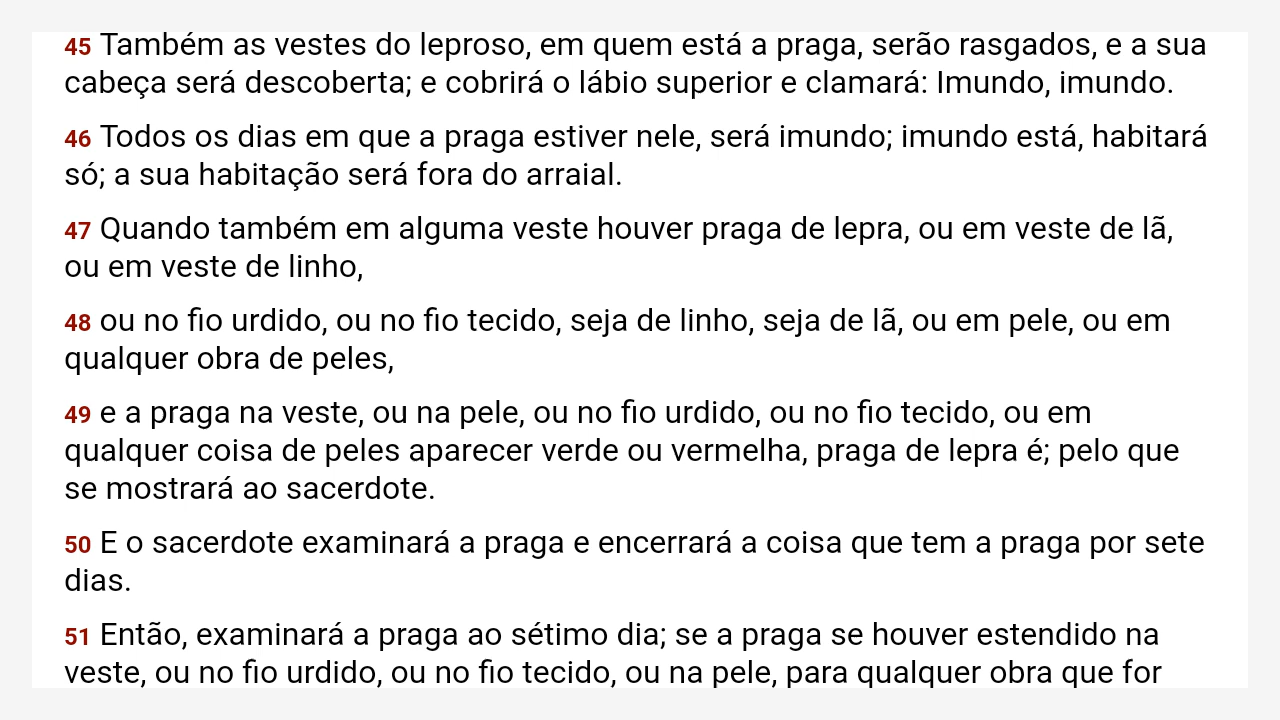 45 Também as vestes do leproso, em quem está a praga, serão rasgados, e a sua
cabeça será descoberta; e cobrirá o lábio superior e clamará: Imundo, imundo.
46 Todos os dias em que a praga estiver nele, será imundo; imundo está, habitará
só; a sua habitação será fora do arraial.
47 Quando também em alguma veste houver praga de lepra, ou em veste de lã,
ou em veste de linho,
48 ou no fio urdido, ou no fio tecido, seja de linho, seja de lã, ou em pele, ou em
qualquer obra de peles,
49 e a praga na veste, ou na pele, ou no fio urdido, ou no fio tecido, ou em
qualquer coisa de peles aparecer verde ou vermelha, praga de lepra é; pelo que
se mostrará ao sacerdote.
50 E o sacerdote examinará a praga e encerrará a coisa que tem a praga por sete
dias.
51 Então, examinará a praga ao sétimo dia; se a praga se houver estendido na
veste, ou no fio urdido, ou no fio tecido, ou na pele, para qualquer obra que for